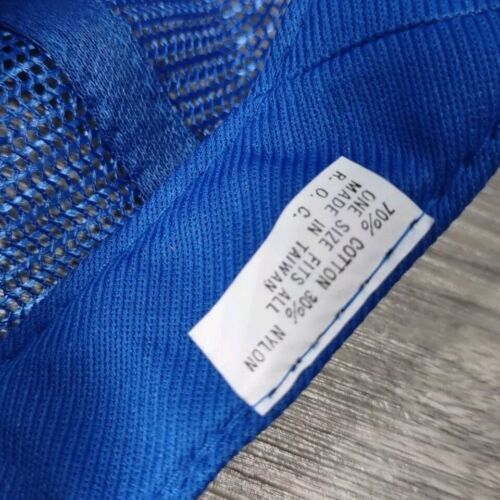 70% COTTON 30% NYLON
ONE SIZE FITS ALL
MADE IN TAIWAN
R. O. C.